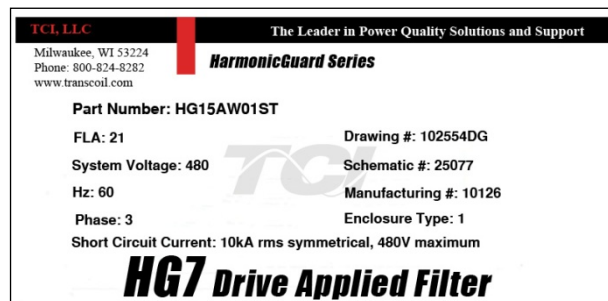 TCI, LLC
The Leader in Power Quality Solutions and Support
Milwaukee, WI 53224
Phone: 800-824-8282
www.transcoil.com
HarmonicGuard Series
Part Number: HG15AW01ST
FLA: 21
Drawing #: 102554DG
System Voltage: 480
Schematic #: 25077
TCI
Hz: 60
Manufacturing #: 10126
Phase: 3
Enclosure Type: 1
Short Circuit Current: 10kA rms symmetrical, 480V maximum
HG7 Drive Applied Filter